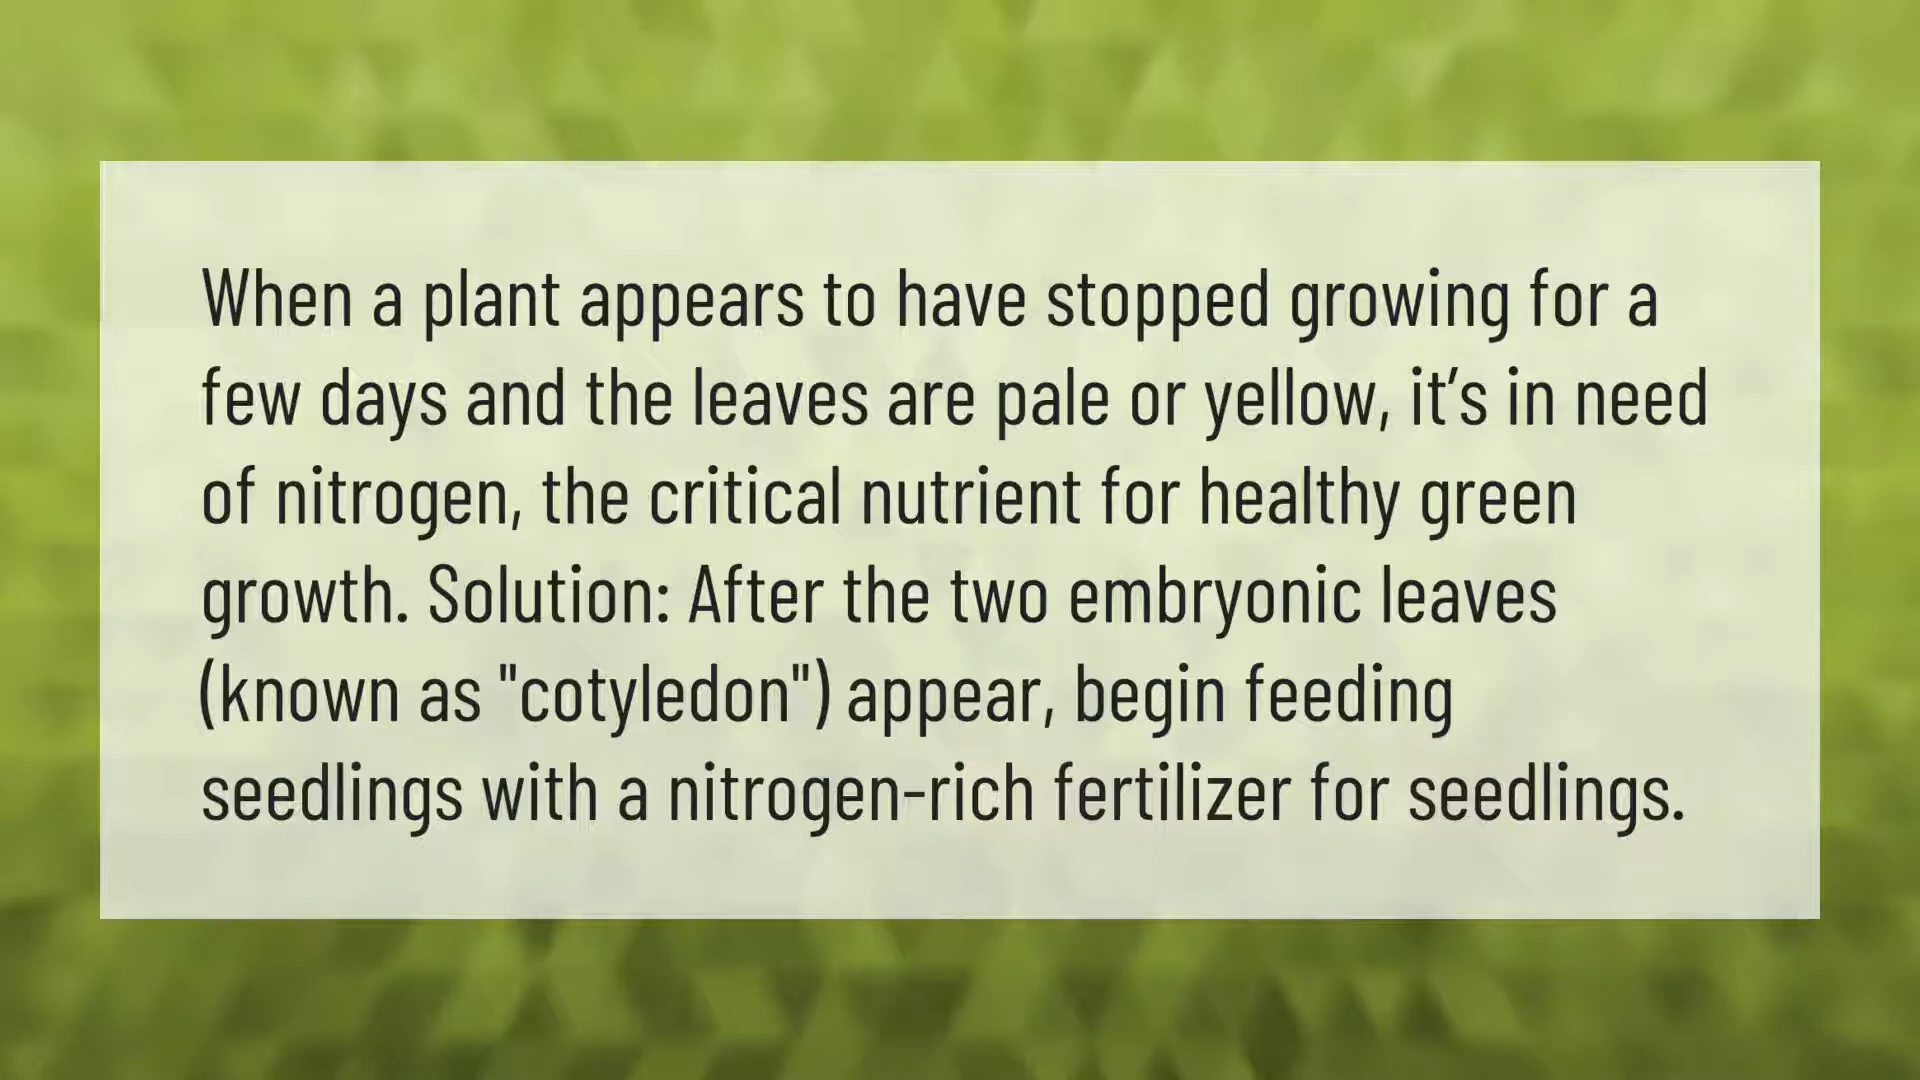 When a plant appears to have stopped growing for a
few days and the leaves are pale or yellow, it’s in need
of nitrogen, the critical nutrient for healthy green
growth. Solution: After the two embryonic leaves
(known as "cotyledon") appear, begin feeding
seedlings with a nitrogen-rich fertilizer for seedlings.